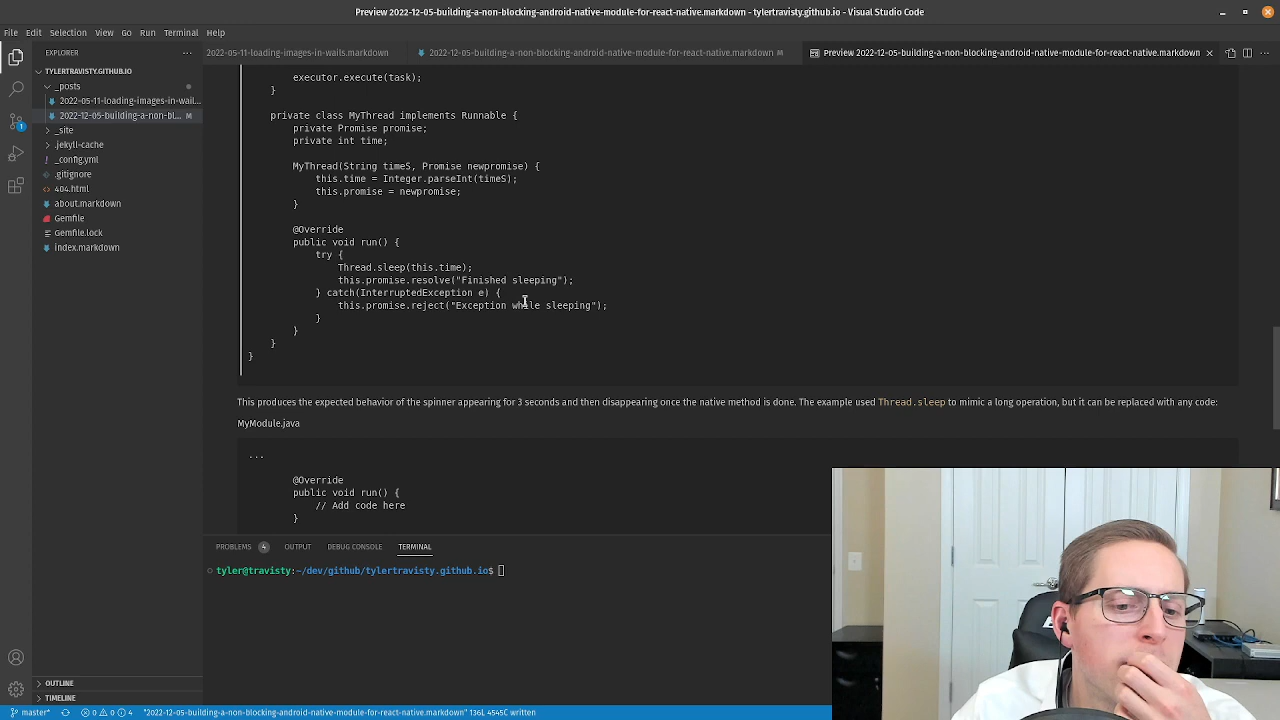 Preview 2022-12-05-building-a-non-blocking-android-native-module-for-react-native.markdown - tylertravisty.github.io - Visual Studio Code
File Edit Selection View Go Run Terminal Help
EXPLORER
TYLERTRAVISTY.GITHUB.IO
_posts
2022-05-11-loading-images-in-wail...
2022-12-05-building-a-non-bl... M
_site
.jekyll-cache
! _config.yml
.gitignore
<> 404.html
about.markdown
Gemfile
Gemfile.lock
index.markdown
OUTLINE
TIMELINE
1
2022-05-11-loading-images-in-wails.markdown
2022-12-05-building-a-non-blocking-android-native-module-for-react-native.markdown M
Preview 2022-12-05-building-a-non-blocking-android-native-module-for-react-native.markdown
executor.execute(task);
}
private class MyThread implements Runnable {
private Promise promise;
private int time;
MyThread(String timeS, Promise newpromise) {
this.time = Integer.parseInt(timeS);
this.promise = newpromise;
}
@Override
public void run() {
try {
Thread.sleep(this.time);
this.promise.resolve("Finished sleeping");
} catch(InterruptedException e) {
this.promise.reject("Exception while sleeping");
}
}
}
}
This produces the expected behavior of the spinner appearing for 3 seconds and then disappearing once the native method is done. The example used Thread.sleep to mimic a long operation, but it can be replaced with any code:
MyModule.java
...
@Override
public void run() {
// Add code here
}
PROBLEMS 4 OUTPUT DEBUG CONSOLE TERMINAL
tyler@travisty:~/dev/github/tylertravisty.github.io$
master* 0 0 4 "2022-12-05-building-a-non-blocking-android-native-module-for-react-native.markdown" 136L, 4545C written